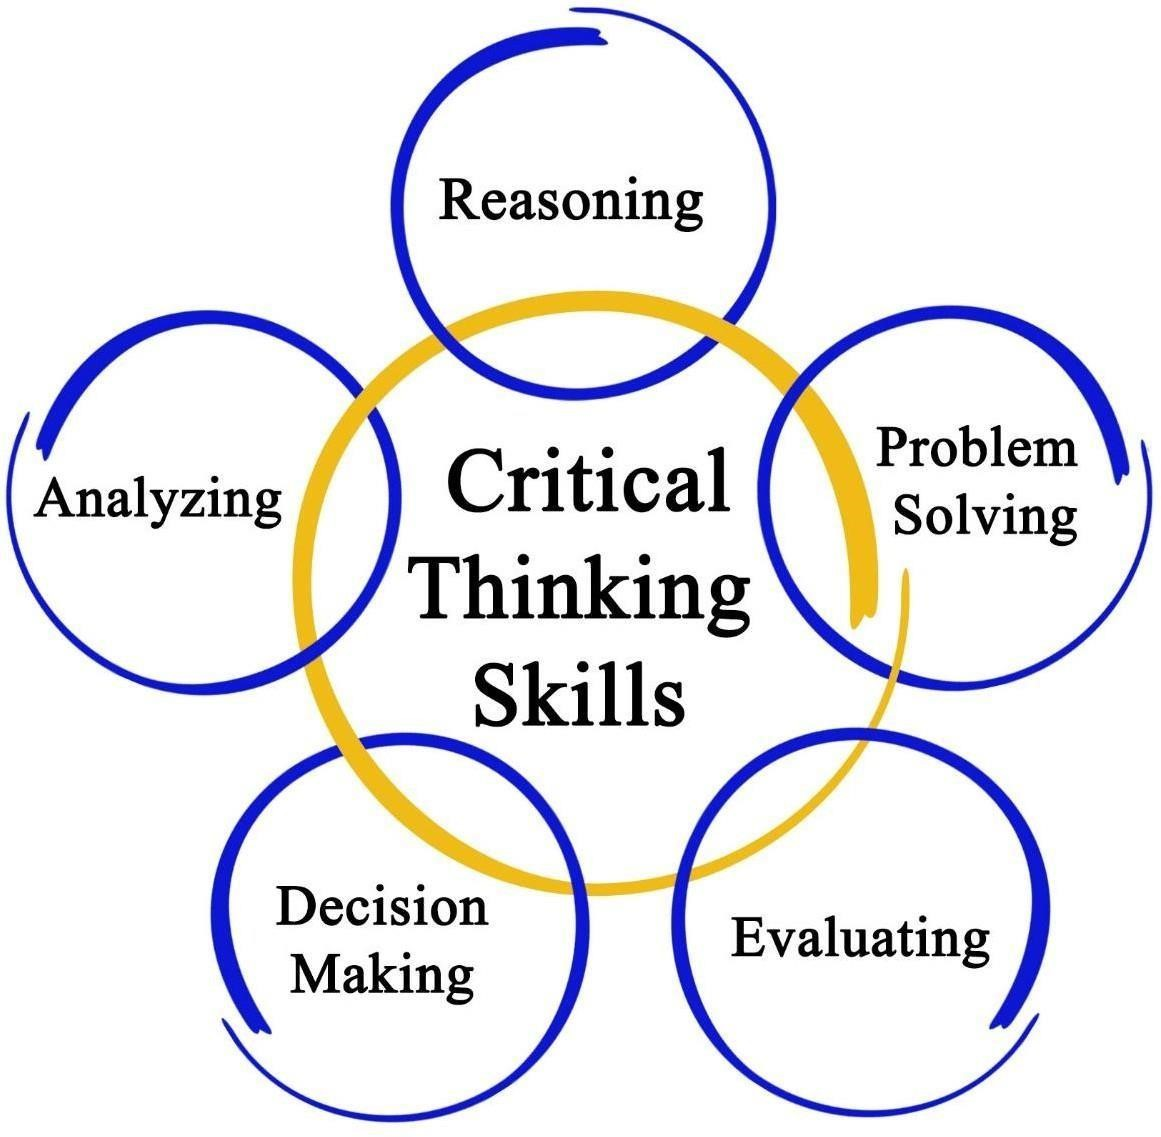 Reasoning
Analyzing
Critical
Thinking
Skills
Problem
Solving
Decision
Making
Evaluating